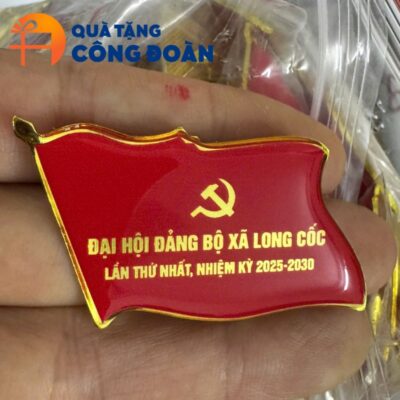 QUÀ TẶNG
CÔNG ĐOÀN
ĐẠI HỘI ĐẢNG BỘ XÃ LONG CỐC
LẦN THỨ NHẤT, NHIỆM KỲ 2025-2030